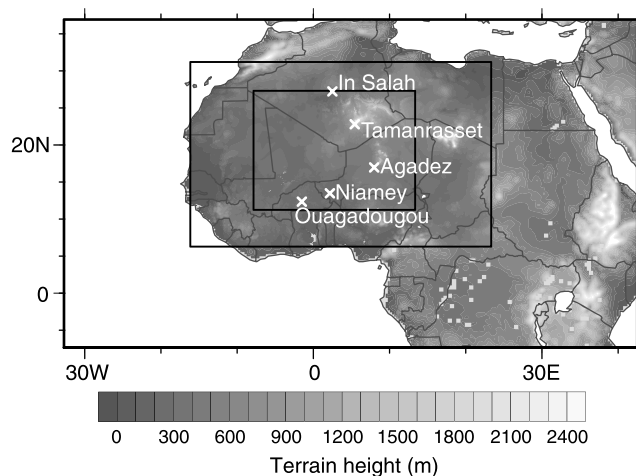 In Salah
20N
Tamanrasset
Agadez
Niamey
Ouagadougou
0
30W 0 30E
0 300 600 900 1200 1500 1800 2100 2400
Terrain height (m)